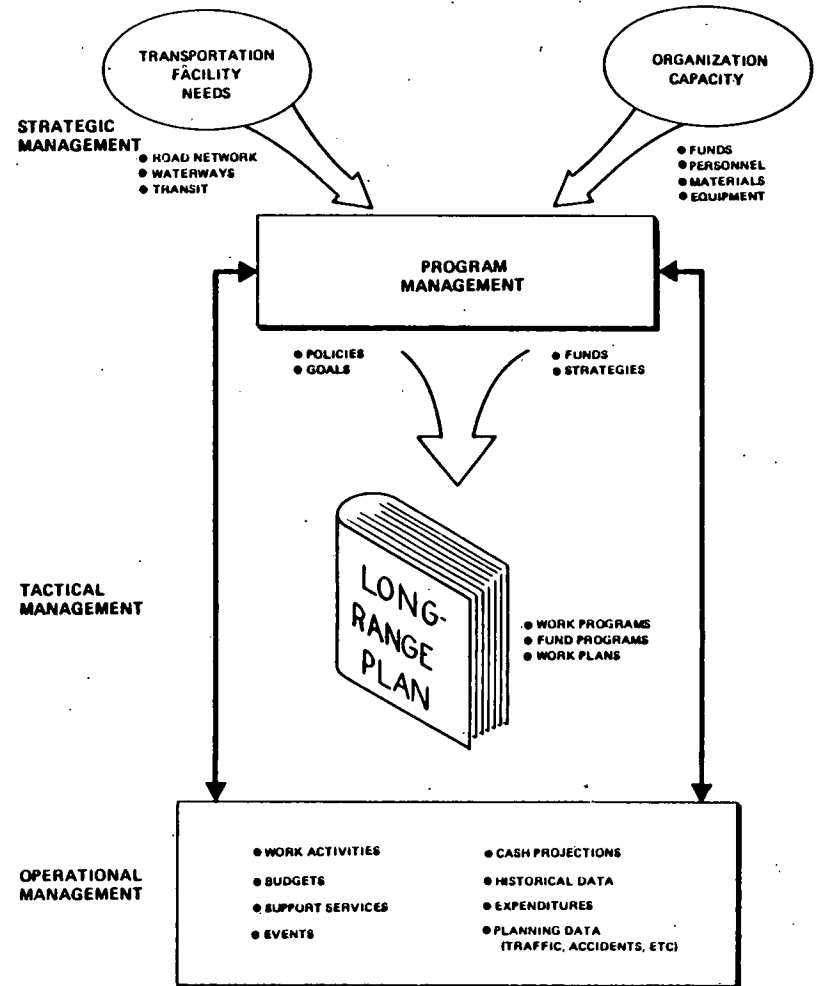 TRANSPORTATION
FACILITY
NEEDS
ORGANIZATION
CAPACITY
STRATEGIC
MANAGEMENT
● ROAD NETWORK
● WATERWAYS
● TRANSIT
● FUNDS
● PERSONNEL
● MATERIALS
● EQUIPMENT
PROGRAM
MANAGEMENT
● POLICIES
● GOALS
● FUNDS
● STRATEGIES
TACTICAL
MANAGEMENT
LONG-
RANGE
PLAN
● WORK PROGRAMS
● FUND PROGRAMS
● WORK PLANS
OPERATIONAL
MANAGEMENT
● WORK ACTIVITIES
● BUDGETS
● SUPPORT SERVICES
● EVENTS
● CASH PROJECTIONS
● HISTORICAL DATA
● EXPENDITURES
● PLANNING DATA
(TRAFFIC, ACCIDENTS, ETC)